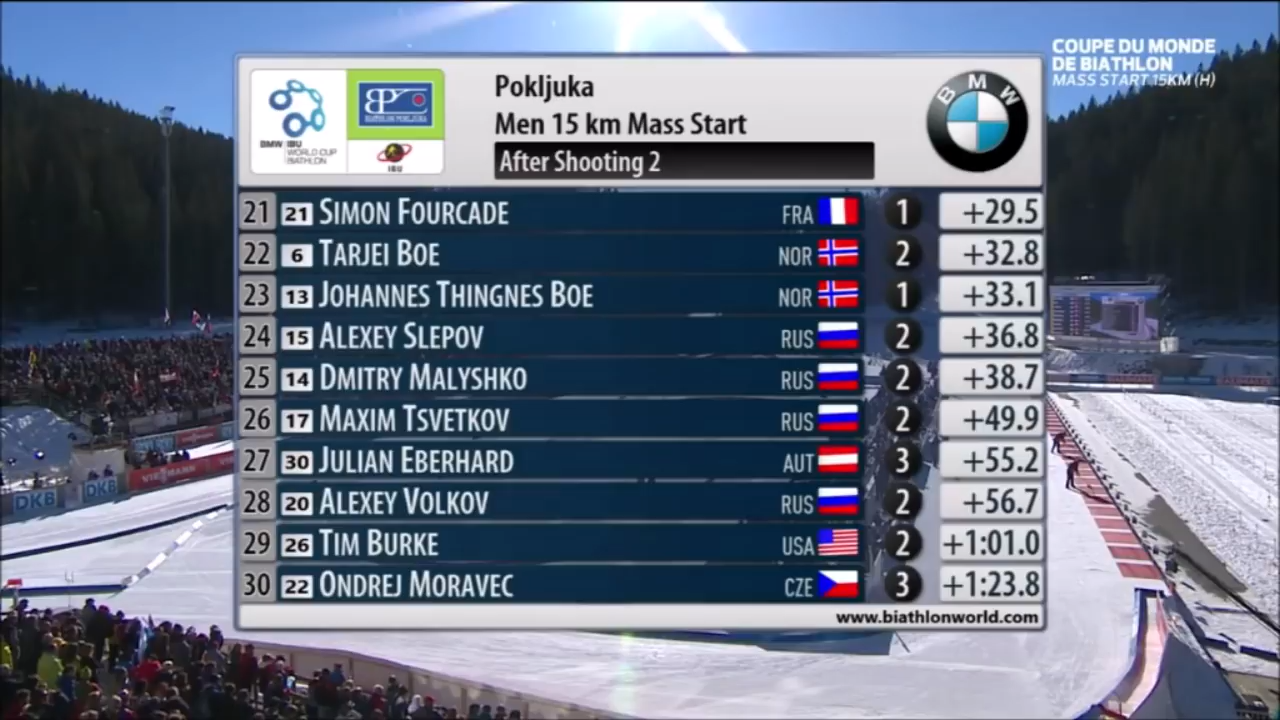 COUPE DU MONDE
DE BIATHLON
MASS START 15KM (H)
Pokljuka
Men 15 km Mass Start
After Shooting 2
BMW IBU
WORLD CUP
BIATHLON
BIATHLON POKLJUKA
IBU
BMW
21 21 SIMON FOURCADE FRA 1 +29.5
22 6 TARJEI BOE NOR 2 +32.8
23 13 JOHANNES THINGNES BOE NOR 1 +33.1
24 15 ALEXEY SLEPOV RUS 2 +36.8
25 14 DMITRY MALYSHKO RUS 2 +38.7
26 17 MAXIM TSVETKOV RUS 2 +49.9
27 30 JULIAN EBERHARD AUT 3 +55.2
28 20 ALEXEY VOLKOV RUS 2 +56.7
29 26 TIM BURKE USA 2 +1:01.0
30 22 ONDREJ MORAVEC CZE 3 +1:23.8
www.biathlonworld.com
VIESSMANN
DKB DKB